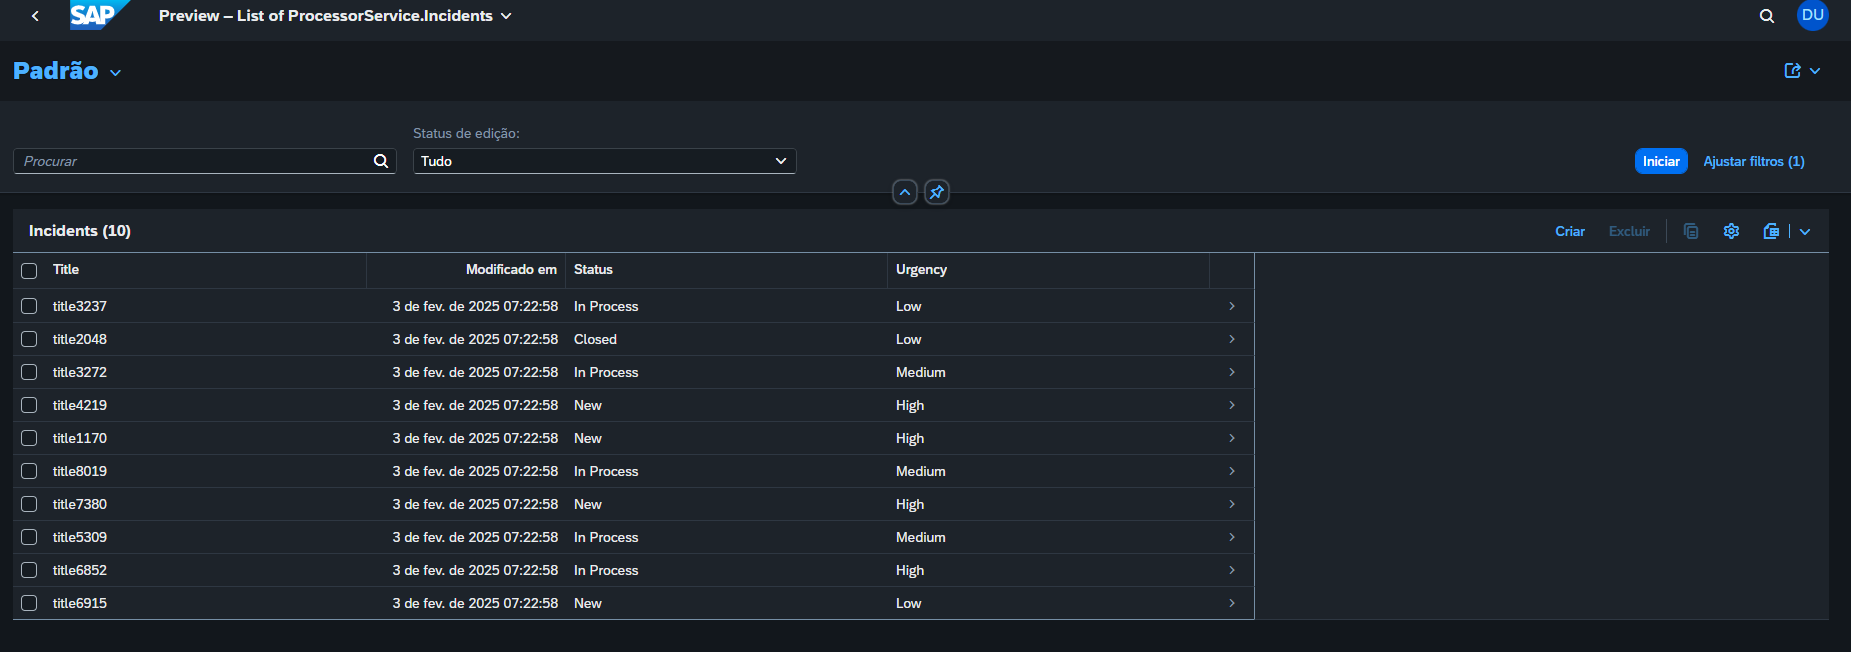 SAP Preview – List of ProcessorService.Incidents DU
Padrão
Status de edição:
Procurar Tudo Iniciar Ajustar filtros (1)
Incidents (10) Criar Excluir
Title Modificado em Status Urgency
title3237 3 de fev. de 2025 07:22:58 In Process Low
title2048 3 de fev. de 2025 07:22:58 Closed Low
title3272 3 de fev. de 2025 07:22:58 In Process Medium
title4219 3 de fev. de 2025 07:22:58 New High
title1170 3 de fev. de 2025 07:22:58 New High
title8019 3 de fev. de 2025 07:22:58 In Process Medium
title7380 3 de fev. de 2025 07:22:58 New High
title5309 3 de fev. de 2025 07:22:58 In Process Medium
title6852 3 de fev. de 2025 07:22:58 In Process High
title6915 3 de fev. de 2025 07:22:58 New Low